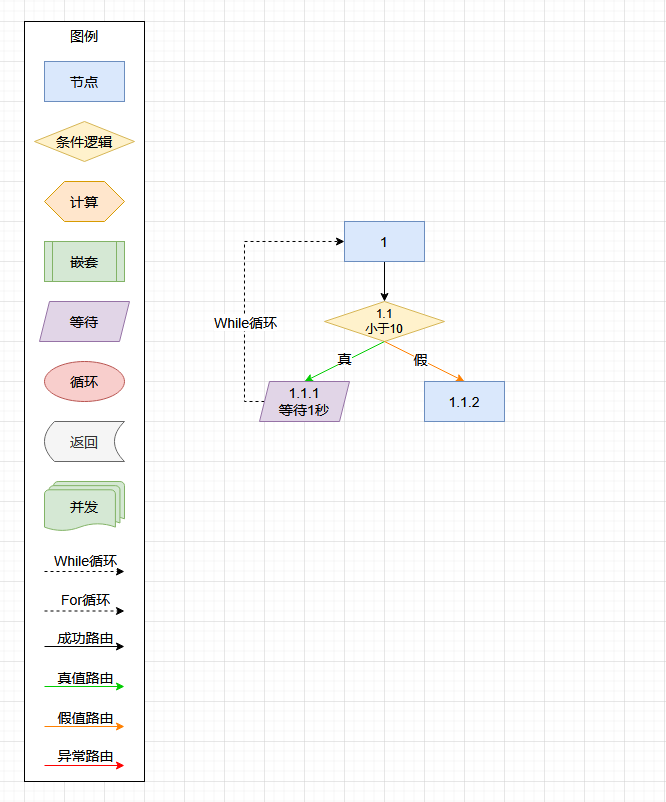 图例
节点
条件逻辑
计算
嵌套
等待
循环
返回
并发
While循环
For循环
成功路由
真值路由
假值路由
异常路由
1
1.1
小于10
While循环
真
假
1.1.1
等待1秒
1.1.2